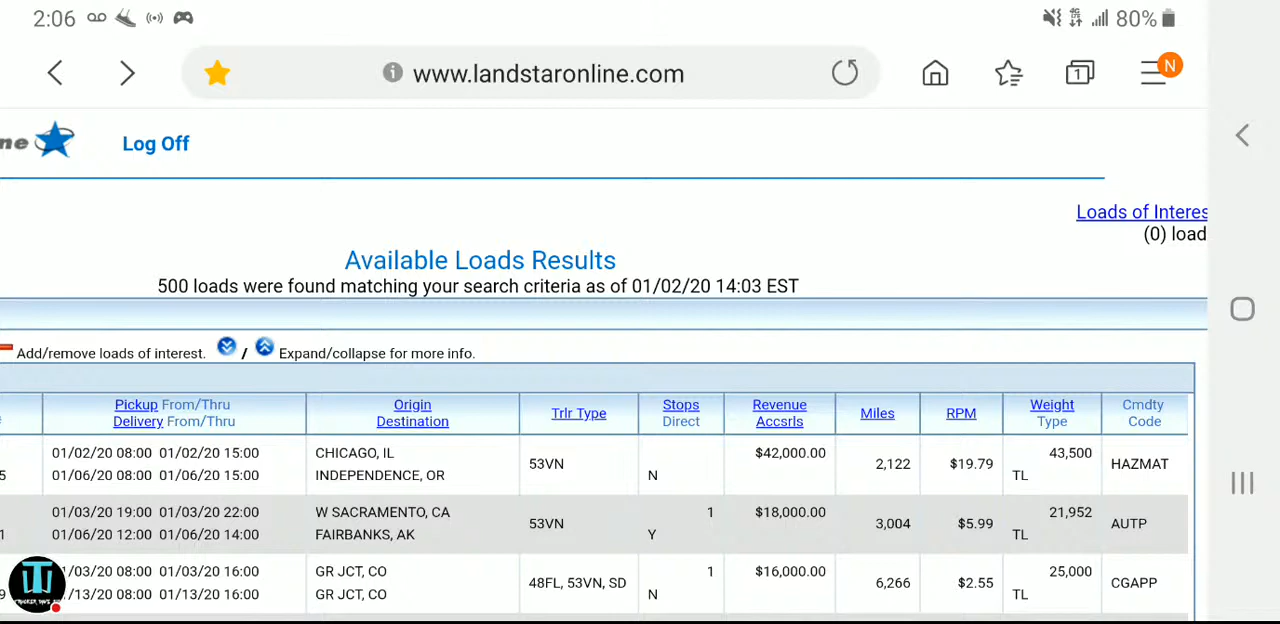 2:06 80%
www.landstaronline.com 1 N
ne Log Off
Loads of Interes
(0) load
Available Loads Results
500 loads were found matching your search criteria as of 01/02/20 14:03 EST
Add/remove loads of interest. / Expand/collapse for more info.
Pickup From/Thru Origin Trlr Type Stops Revenue Miles RPM Weight Cmdty
Delivery From/Thru Destination Direct Accsrls Type Code
01/02/20 08:00 01/02/20 15:00 CHICAGO, IL 53VN $42,000.00 2,122 $19.79 43,500 HAZMAT
5 01/06/20 08:00 01/06/20 15:00 INDEPENDENCE, OR N TL
01/03/20 19:00 01/03/20 22:00 W SACRAMENTO, CA 53VN 1 $18,000.00 3,004 $5.99 21,952 AUTP
1 01/06/20 12:00 01/06/20 14:00 FAIRBANKS, AK Y TL
/03/20 08:00 01/03/20 16:00 GR JCT, CO 48FL, 53VN, SD 1 $16,000.00 6,266 $2.55 25,000 CGAPP
9 /13/20 08:00 01/13/20 16:00 GR JCT, CO N TL